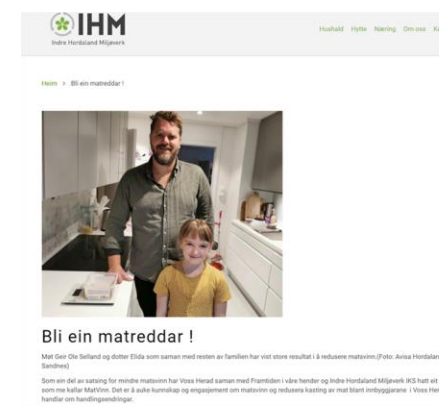 IHM
Indre Hordaland Miljøverk
Hushald Hytte Næring Om oss
Heim > Bli ein matreddar !
Bli ein matreddar !
Møt Geir Ole Selland og dotter Elida som saman med resten av familien har vist store resultat i å redusere matsvinn.(Foto: Avisa Hordaland
Sandnes)
Som ein del av satsing for mindre matsvinn har Voss Herad saman med Framtiden i våre hender og Indre Hordaland Miljøverk IKS hatt eit
som me kallar MatVinn. Det er å auke kunnskap og engasjement om matsvinn og redusera kasting av mat blant innbyggjarane i Voss
handlar om handlingsendringar.